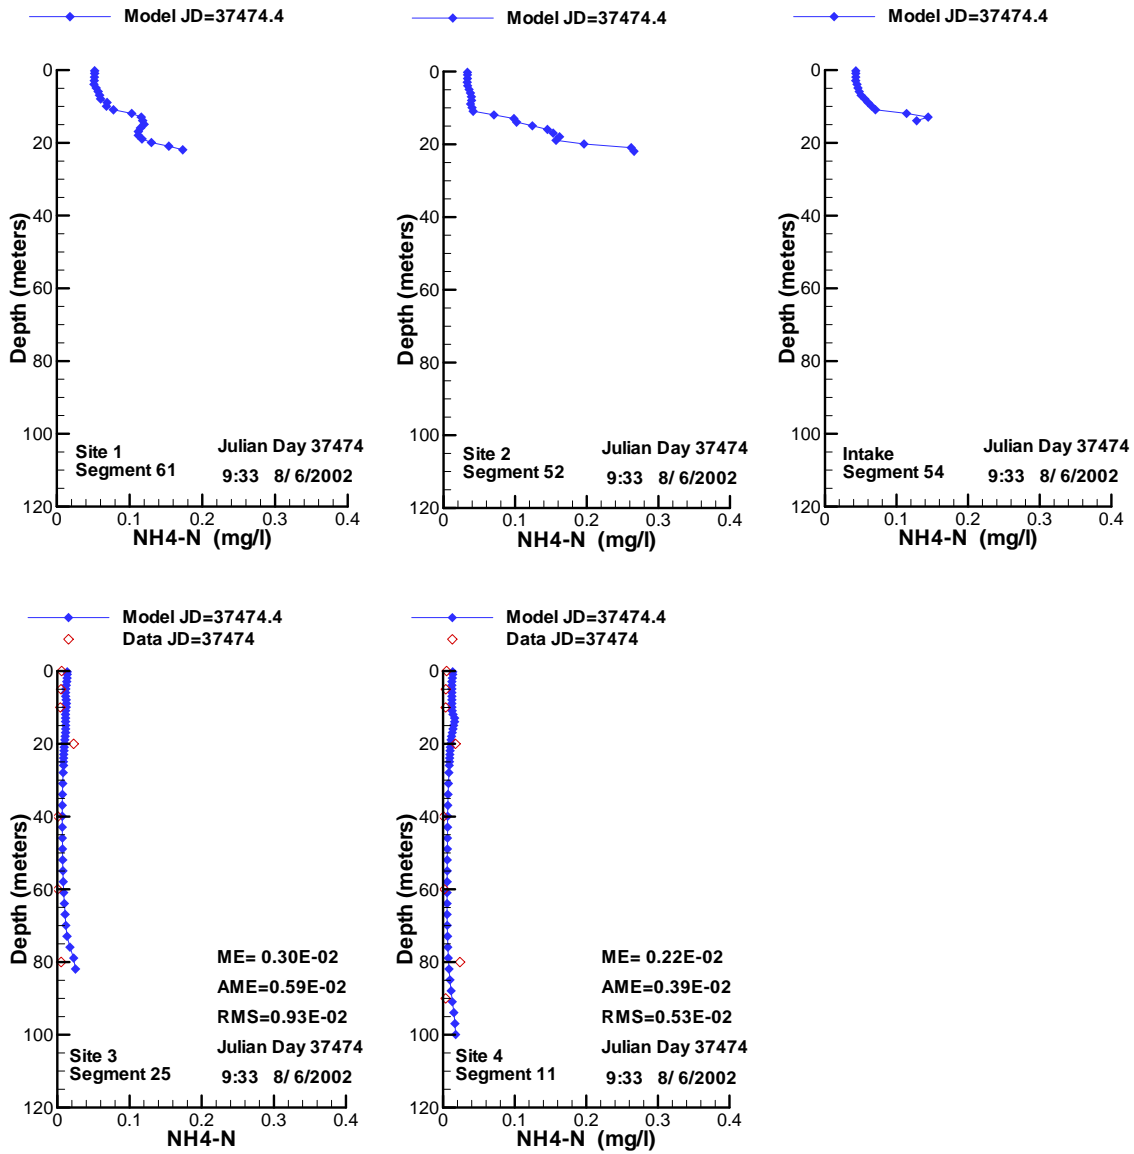 Model JD=37474.4
0
20
40
60
80
100
120
Depth (meters)
Site 1
Segment 61
Julian Day 37474
9:33 8/ 6/2002
0 0.1 0.2 0.3 0.4
NH4-N (mg/l)
Model JD=37474.4
0
20
40
60
80
100
120
Depth (meters)
Site 2
Segment 52
Julian Day 37474
9:33 8/ 6/2002
0 0.1 0.2 0.3 0.4
NH4-N (mg/l)
Model JD=37474.4
0
20
40
60
80
100
120
Depth (meters)
Intake
Segment 54
Julian Day 37474
9:33 8/ 6/2002
0 0.1 0.2 0.3 0.4
NH4-N (mg/l)
Model JD=37474.4
Data JD=37474
0
20
40
60
80
100
120
Depth (meters)
ME= 0.30E-02
AME=0.59E-02
RMS=0.93E-02
Site 3
Segment 25
Julian Day 37474
9:33 8/ 6/2002
0 0.1 0.2 0.3 0.4
NH4-N
Model JD=37474.4
Data JD=37474
0
20
40
60
80
100
120
Depth (meters)
ME= 0.22E-02
AME=0.39E-02
RMS=0.53E-02
Site 4
Segment 11
Julian Day 37474
9:33 8/ 6/2002
0 0.1 0.2 0.3 0.4
NH4-N (mg/l)